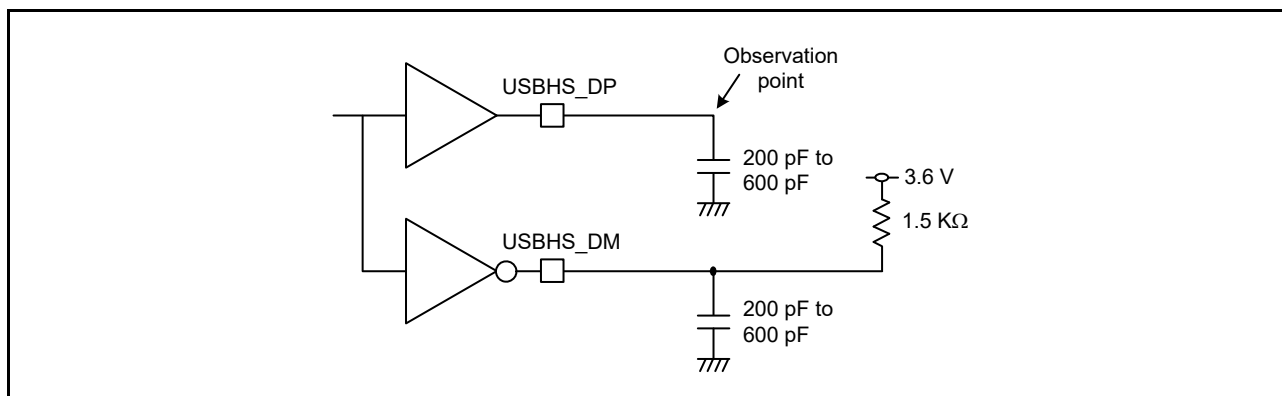 Observation
point
USBHS_DP
200 pF to
600 pF
3.6 V
1.5 KΩ
USBHS_DM
200 pF to
600 pF